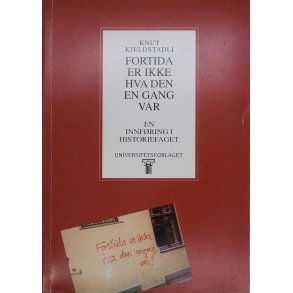 KNUT
KJELDSTADLI
FORTIDA
ER IKKE
HVA DEN
EN GANG
VAR
EN
INNFØRING I
HISTORIEFAGET
UNIVERSITETSFORLAGET
Fortida er ikke
hva den engang
var!